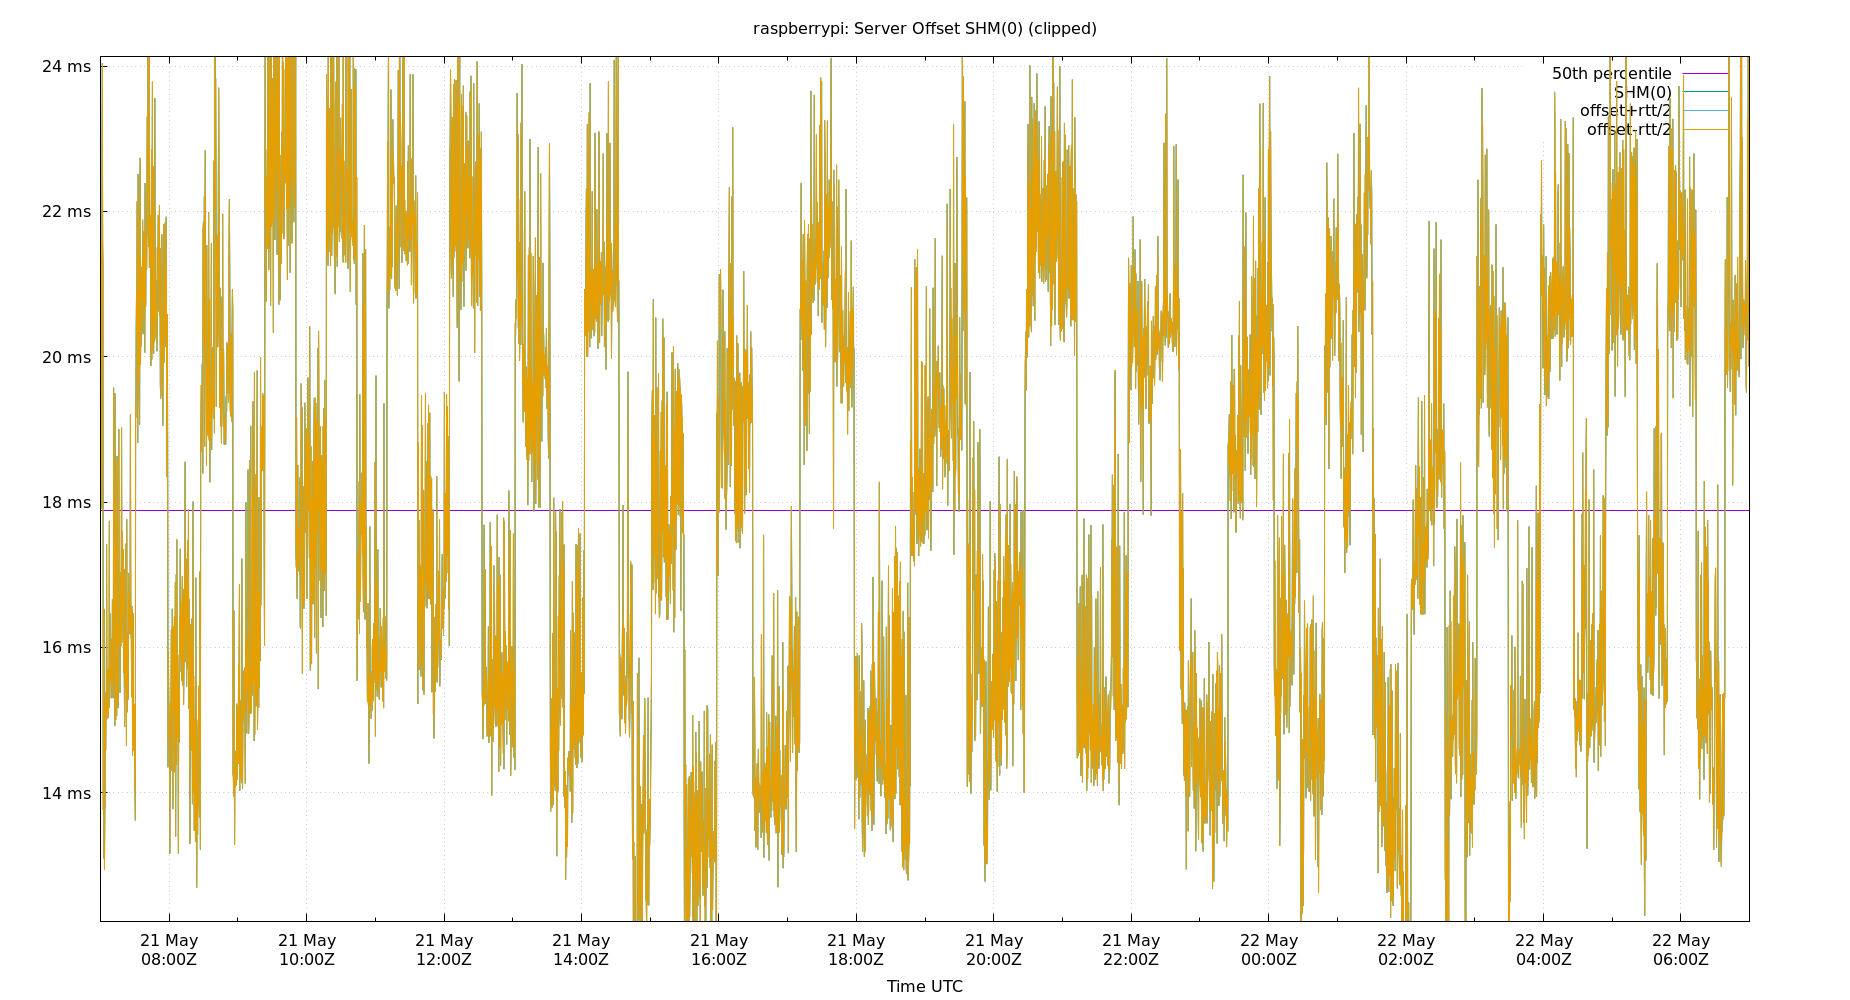 raspberrypi: Server Offset SHM(0) (clipped)
24 ms
22 ms
20 ms
18 ms
16 ms
14 ms
50th percentile
SHM(0)
offset+rtt/2
offset-rtt/2
21 May 21 May 21 May 21 May 21 May 21 May 21 May 21 May 22 May 22 May 22 May 22 May
08:00Z 10:00Z 12:00Z 14:00Z 16:00Z 18:00Z 20:00Z 22:00Z 00:00Z 02:00Z 04:00Z 06:00Z
Time UTC